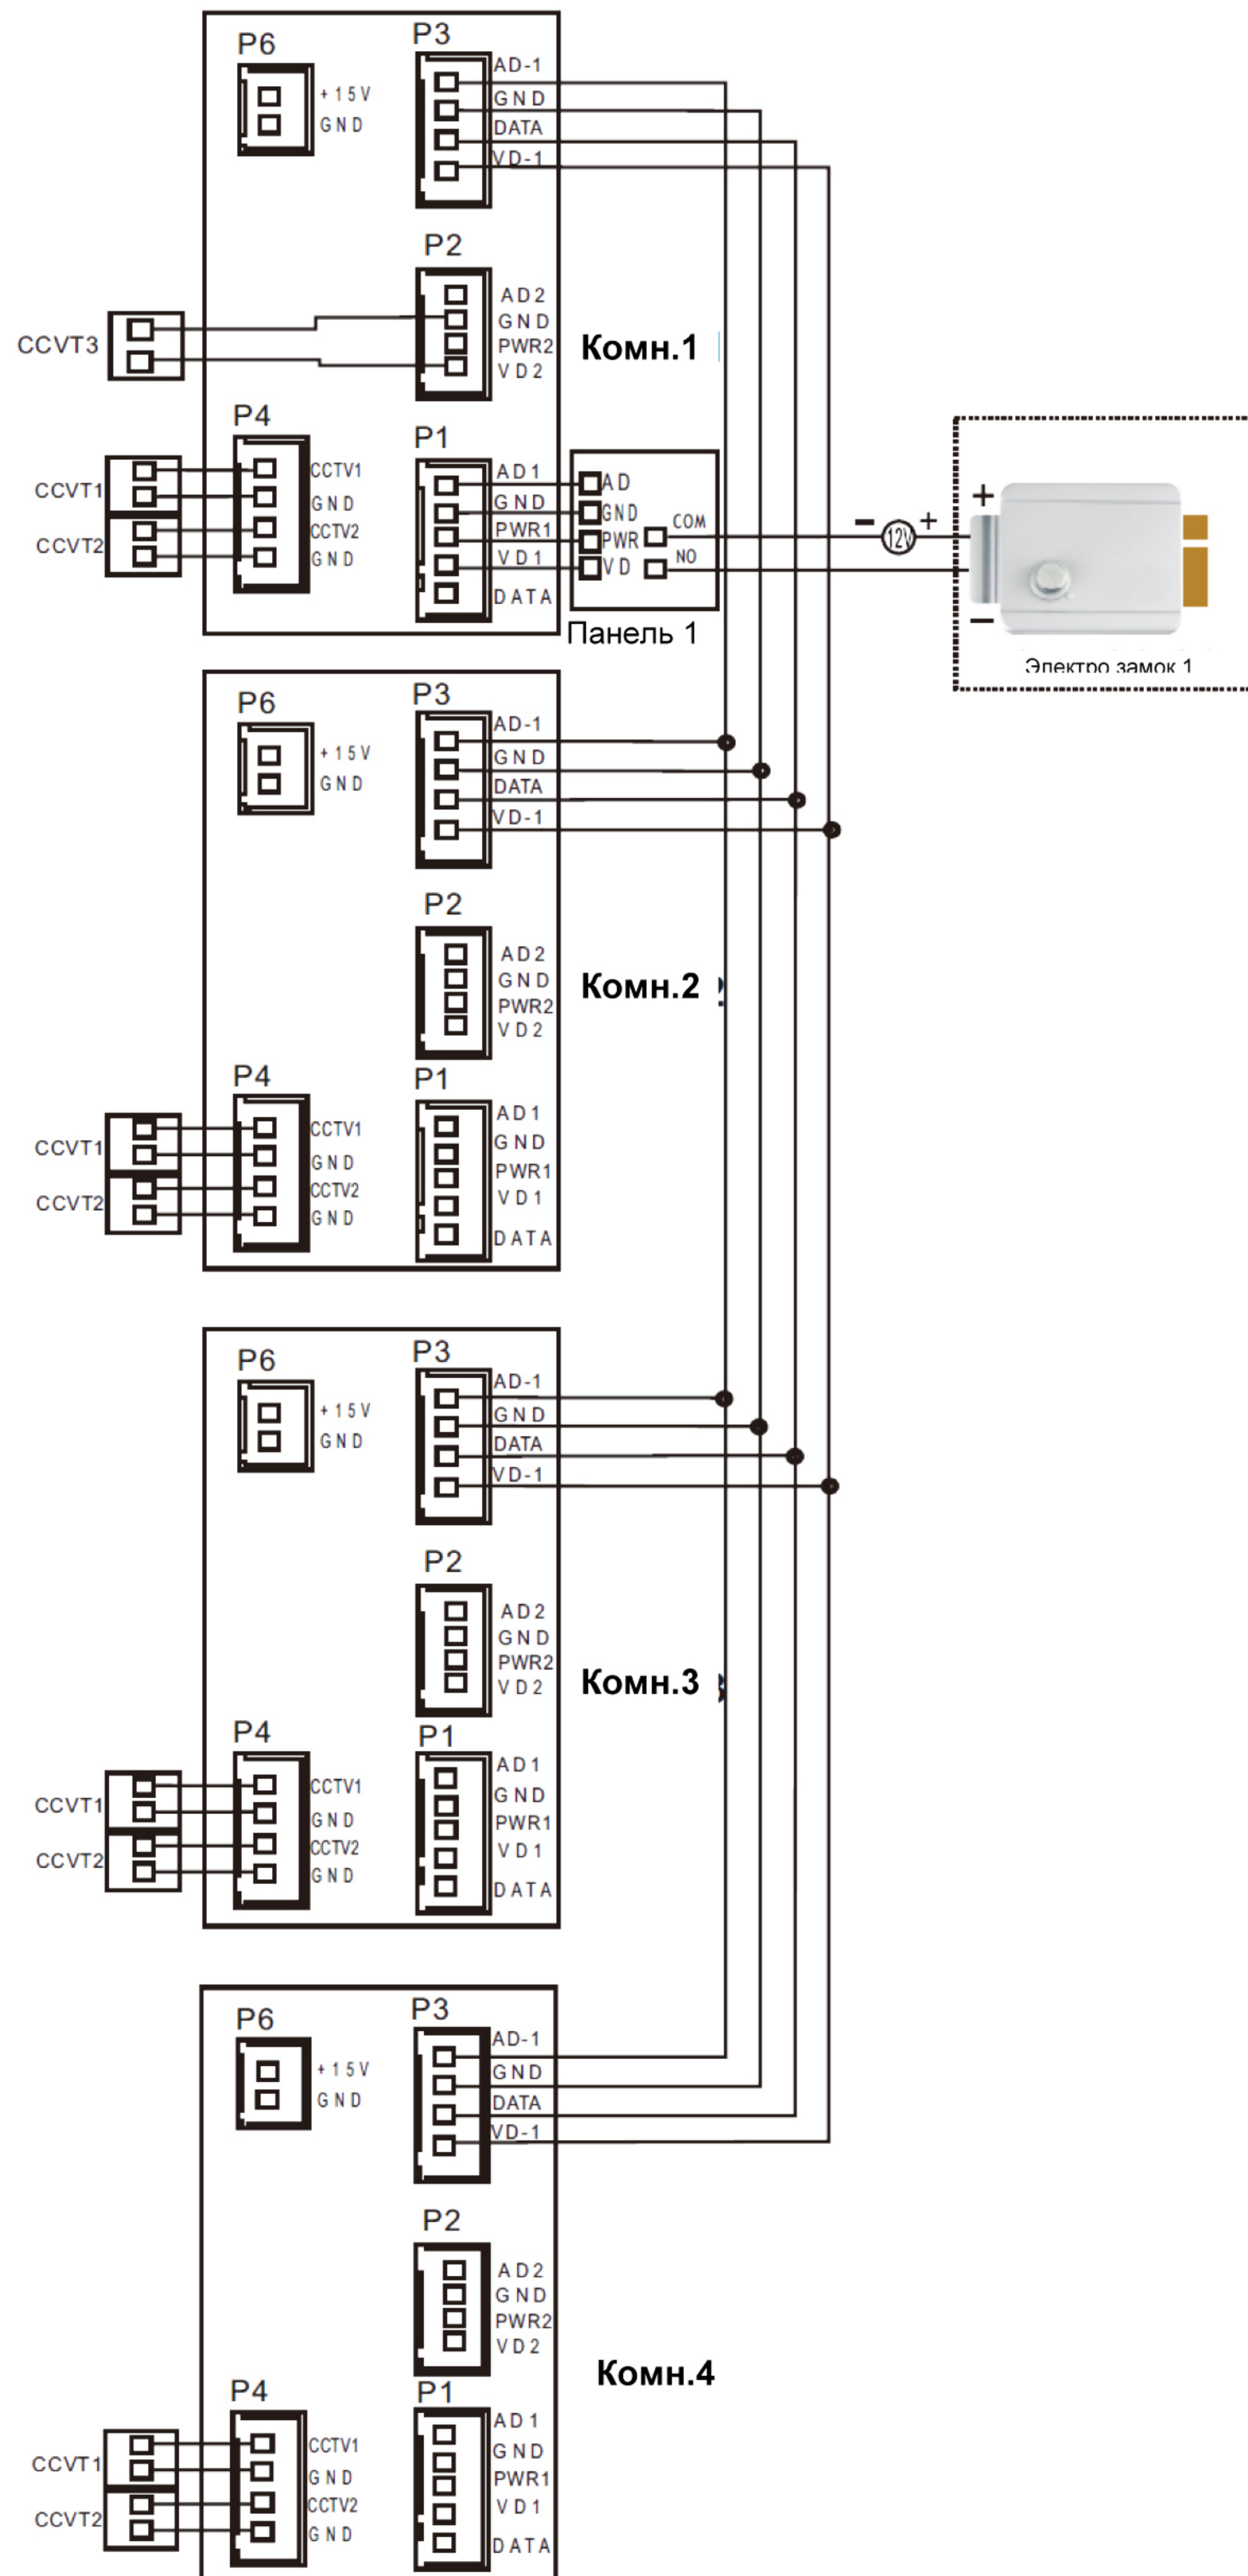 P6
+15V
GND
P3
AD-1
GND
DATA
VD-1
P2
AD2
GND
PWR2
VD2
Комн.1
CCVT3
P4
CCTV1
GND
CCTV2
GND
CCVT1
CCVT2
P1
AD1
GND
PWR1
VD1
DATA
AD
GND
PWR
VD
COM
NO
Панель 1
− 12V +
+
−
Электро замок 1
P6
+15V
GND
P3
AD-1
GND
DATA
VD-1
P2
AD2
GND
PWR2
VD2
Комн.2
P4
CCTV1
GND
CCTV2
GND
CCVT1
CCVT2
P1
AD1
GND
PWR1
VD1
DATA
P6
+15V
GND
P3
AD-1
GND
DATA
VD-1
P2
AD2
GND
PWR2
VD2
Комн.3
P4
CCTV1
GND
CCTV2
GND
CCVT1
CCVT2
P1
AD1
GND
PWR1
VD1
DATA
P6
+15V
GND
P3
AD-1
GND
DATA
VD-1
P2
AD2
GND
PWR2
VD2
Комн.4
P4
CCTV1
GND
CCTV2
GND
CCVT1
CCVT2
P1
AD1
GND
PWR1
VD1
DATA